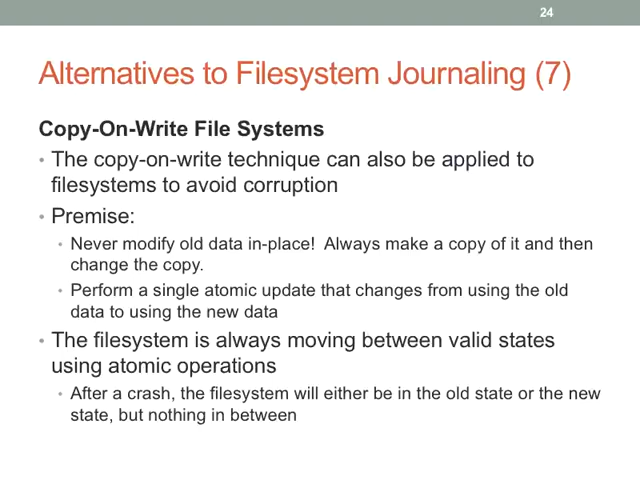 24
Alternatives to Filesystem Journaling (7)
Copy-On-Write File Systems
• The copy-on-write technique can also be applied to
filesystems to avoid corruption
• Premise:
• Never modify old data in-place! Always make a copy of it and then
change the copy.
• Perform a single atomic update that changes from using the old
data to using the new data
• The filesystem is always moving between valid states
using atomic operations
• After a crash, the filesystem will either be in the old state or the new
state, but nothing in between